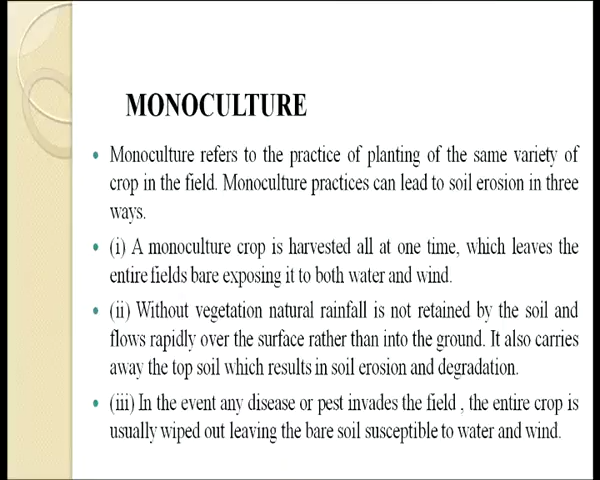 MONOCULTURE
• Monoculture refers to the practice of planting of the same variety of
crop in the field. Monoculture practices can lead to soil erosion in three
ways.
• (i) A monoculture crop is harvested all at one time, which leaves the
entire fields bare exposing it to both water and wind.
• (ii) Without vegetation natural rainfall is not retained by the soil and
flows rapidly over the surface rather than into the ground. It also carries
away the top soil which results in soil erosion and degradation.
• (iii) In the event any disease or pest invades the field , the entire crop is
usually wiped out leaving the bare soil susceptible to water and wind.